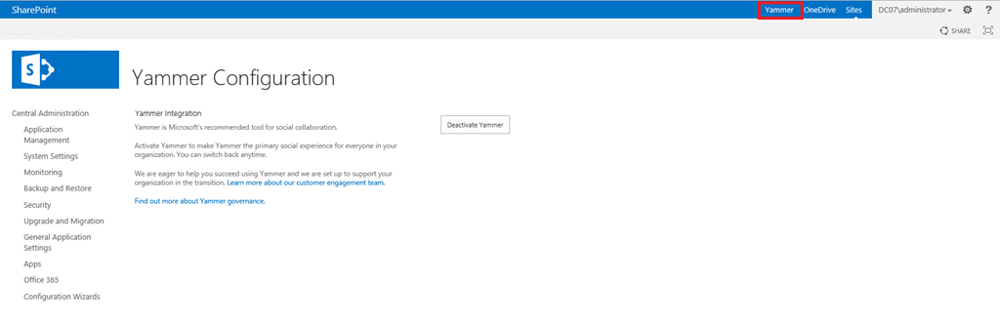 SharePoint
Yammer OneDrive Sites DC07\administrator ?
SHARE
S
Yammer Configuration
Central Administration
Application
Management
System Settings
Monitoring
Backup and Restore
Security
Upgrade and Migration
General Application
Settings
Apps
Office 365
Configuration Wizards
Yammer Integration
Yammer is Microsoft's recommended tool for social collaboration.
Activate Yammer to make Yammer the primary social experience for everyone in your
organization. You can switch back anytime.
We are eager to help you succeed using Yammer and we are set up to support your
organization in the transition. Learn more about our customer engagement team.
Find out more about Yammer governance.
Deactivate Yammer